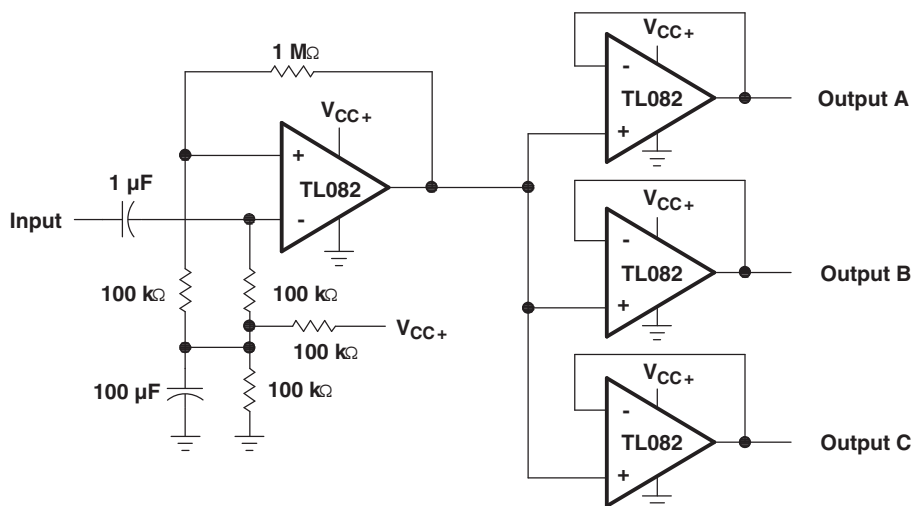 1 MΩ
VCC+
+
TL082
-
1 µF
Input
100 kΩ
100 kΩ
VCC+
100 kΩ
100 µF
100 kΩ
VCC+
-
TL082
+
Output A
VCC+
-
TL082
+
Output B
VCC+
-
TL082
+
Output C